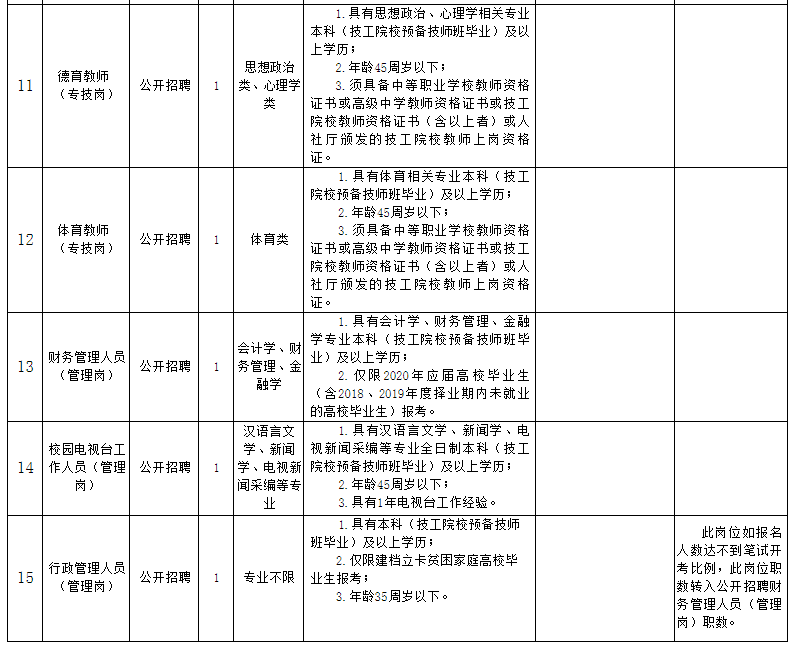 11
德育教师
（专技岗）
公开招聘
1
思想政治
类、心理学
类
1.具有思想政治、心理学相关专业
本科（技工院校预备技师班毕业）及以
上学历；
2.年龄45周岁以下；
3.须具备中等职业学校教师资格
证书或高级中学教师资格证书或技工
院校教师资格证书（含以上者）或人
社厅颁发的技工院校教师上岗资格
证。
12
体育教师
（专技岗）
公开招聘
1
体育类
1.具有体育相关专业本科（技工
院校预备技师班毕业）及以上学历；
2.年龄45周岁以下；
3.须具备中等职业学校教师资格
证书或高级中学教师资格证书或技工
院校教师资格证书（含以上者）或人
社厅颁发的技工院校教师上岗资格
证。
13
财务管理人员
（管理岗）
公开招聘
1
会计学、财
务管理、金
融学
1.具有会计学、财务管理、金融
学专业本科（技工院校预备技师班毕
业）及以上学历；
2.仅限2020年应届高校毕业生
（含2018、2019年度择业期内未就业
的高校毕业生）报考。
14
校园电视台工
作人员（管理
岗）
公开招聘
1
汉语言文
学、新闻
学、电视新
闻采编等专
业
1.具有汉语言文学、新闻学、电
视新闻采编等专业全日制本科（技工
院校预备技师班毕业）及以上学历；
2.年龄45周岁以下；
3.具有1年电视台工作经验。
15
行政管理人员
（管理岗）
公开招聘
1
专业不限
1.具有本科（技工院校预备技师
班毕业）及以上学历；
2.仅限建档立卡贫困家庭高校毕
业生报考；
3.年龄35周岁以下。
此岗位如报名
人数达不到笔试开
考比例，此岗位职
数转入公开招聘财
务管理人员（管理
岗）职数。